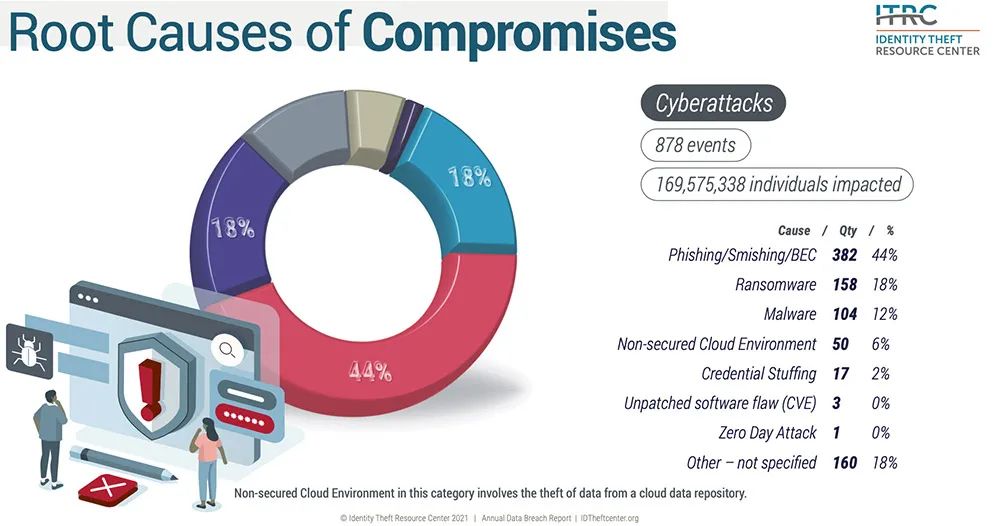 Root Causes of Compromises
ITRC
IDENTITY THEFT
RESOURCE CENTER
Cyberattacks
878 events
169,575,338 individuals impacted
18%
18%
44%
Cause / Qty / %
Phishing/Smishing/BEC 382 44%
Ransomware 158 18%
Malware 104 12%
Non-secured Cloud Environment 50 6%
Credential Stuffing 17 2%
Unpatched software flaw (CVE) 3 0%
Zero Day Attack 1 0%
Other – not specified 160 18%
Non-secured Cloud Environment in this category involves the theft of data from a cloud data repository.
© Identity Theft Resource Center 2021 | Annual Data Breach Report | IDTheftcenter.org